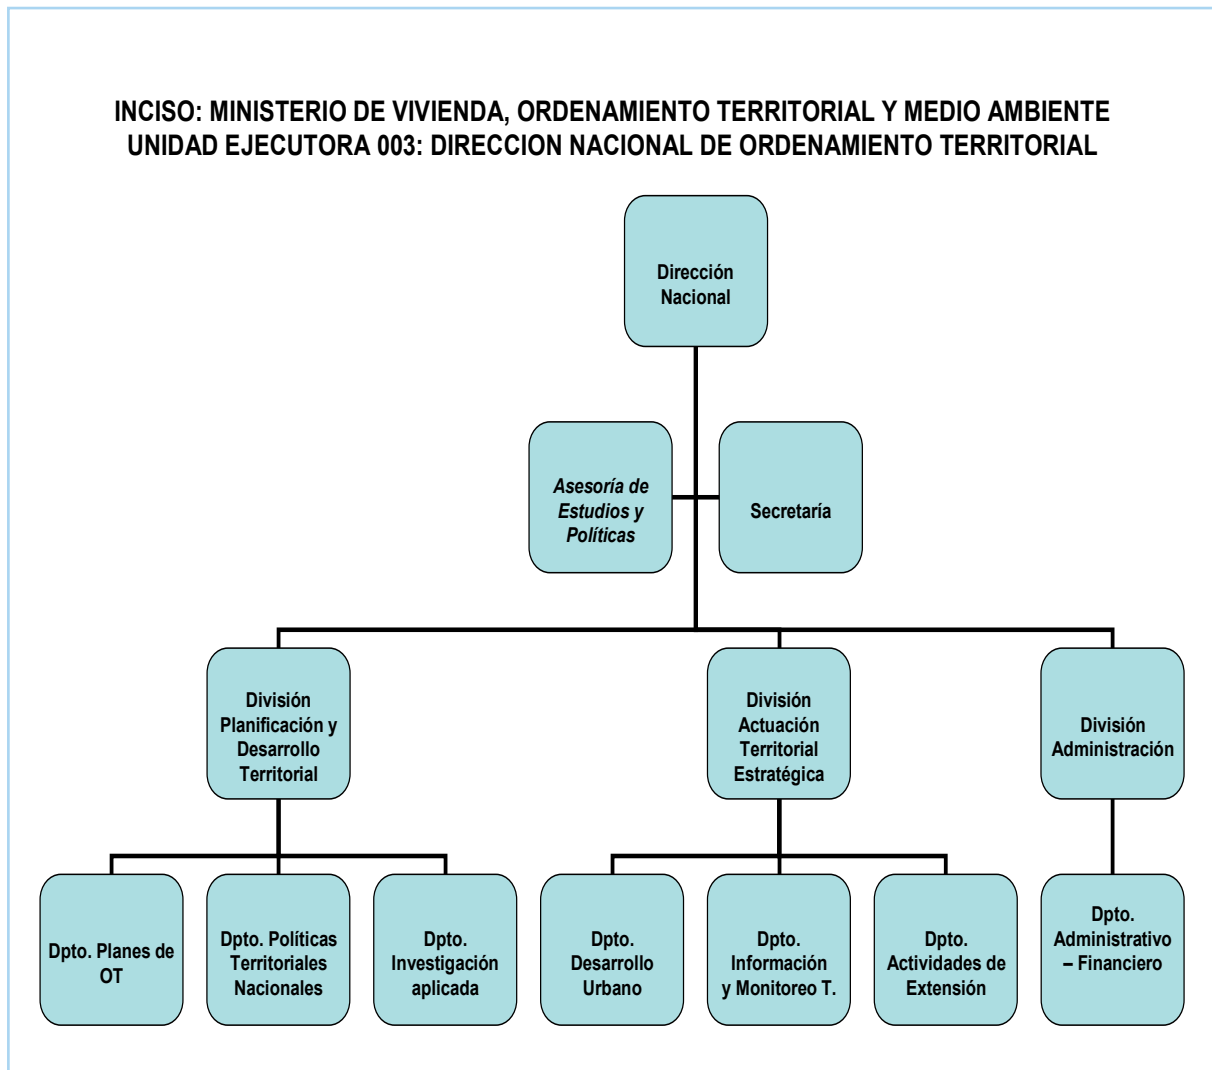 INCISO: MINISTERIO DE VIVIENDA, ORDENAMIENTO TERRITORIAL Y MEDIO AMBIENTE
UNIDAD EJECUTORA 003: DIRECCION NACIONAL DE ORDENAMIENTO TERRITORIAL
Dirección
Nacional
Asesoría de
Estudios y
Políticas
Secretaría
División
Planificación y
Desarrollo
Territorial
División
Actuación
Territorial
Estratégica
División
Administración
Dpto. Planes de
OT
Dpto. Políticas
Territoriales
Nacionales
Dpto.
Investigación
aplicada
Dpto.
Desarrollo
Urbano
Dpto.
Información
y Monitoreo T.
Dpto.
Actividades de
Extensión
Dpto.
Administrativo
– Financiero